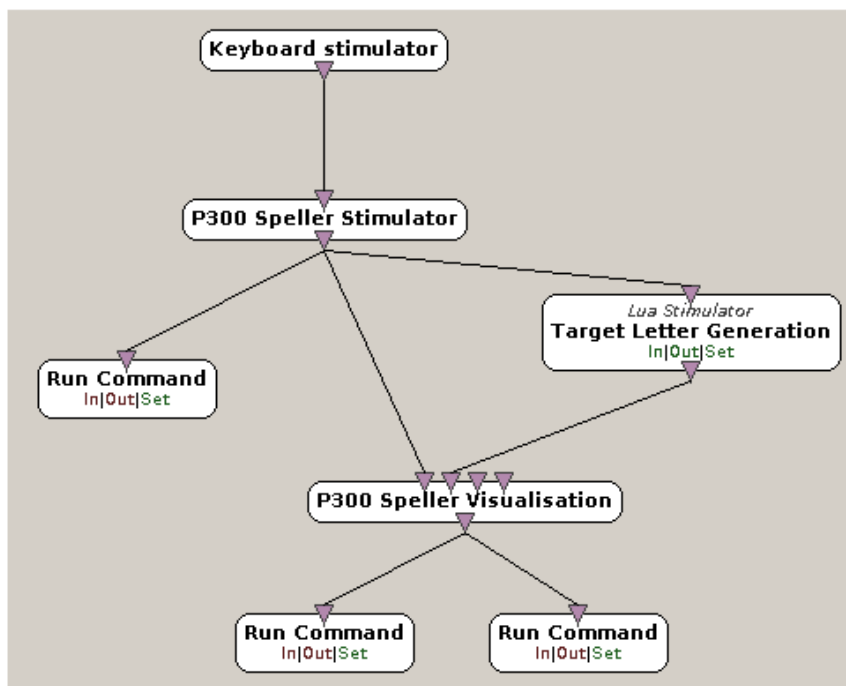 Keyboard stimulator
P300 Speller Stimulator
Lua Stimulator
Target Letter Generation
In|Out|Set
Run Command
In|Out|Set
P300 Speller Visualisation
Run Command
In|Out|Set
Run Command
In|Out|Set